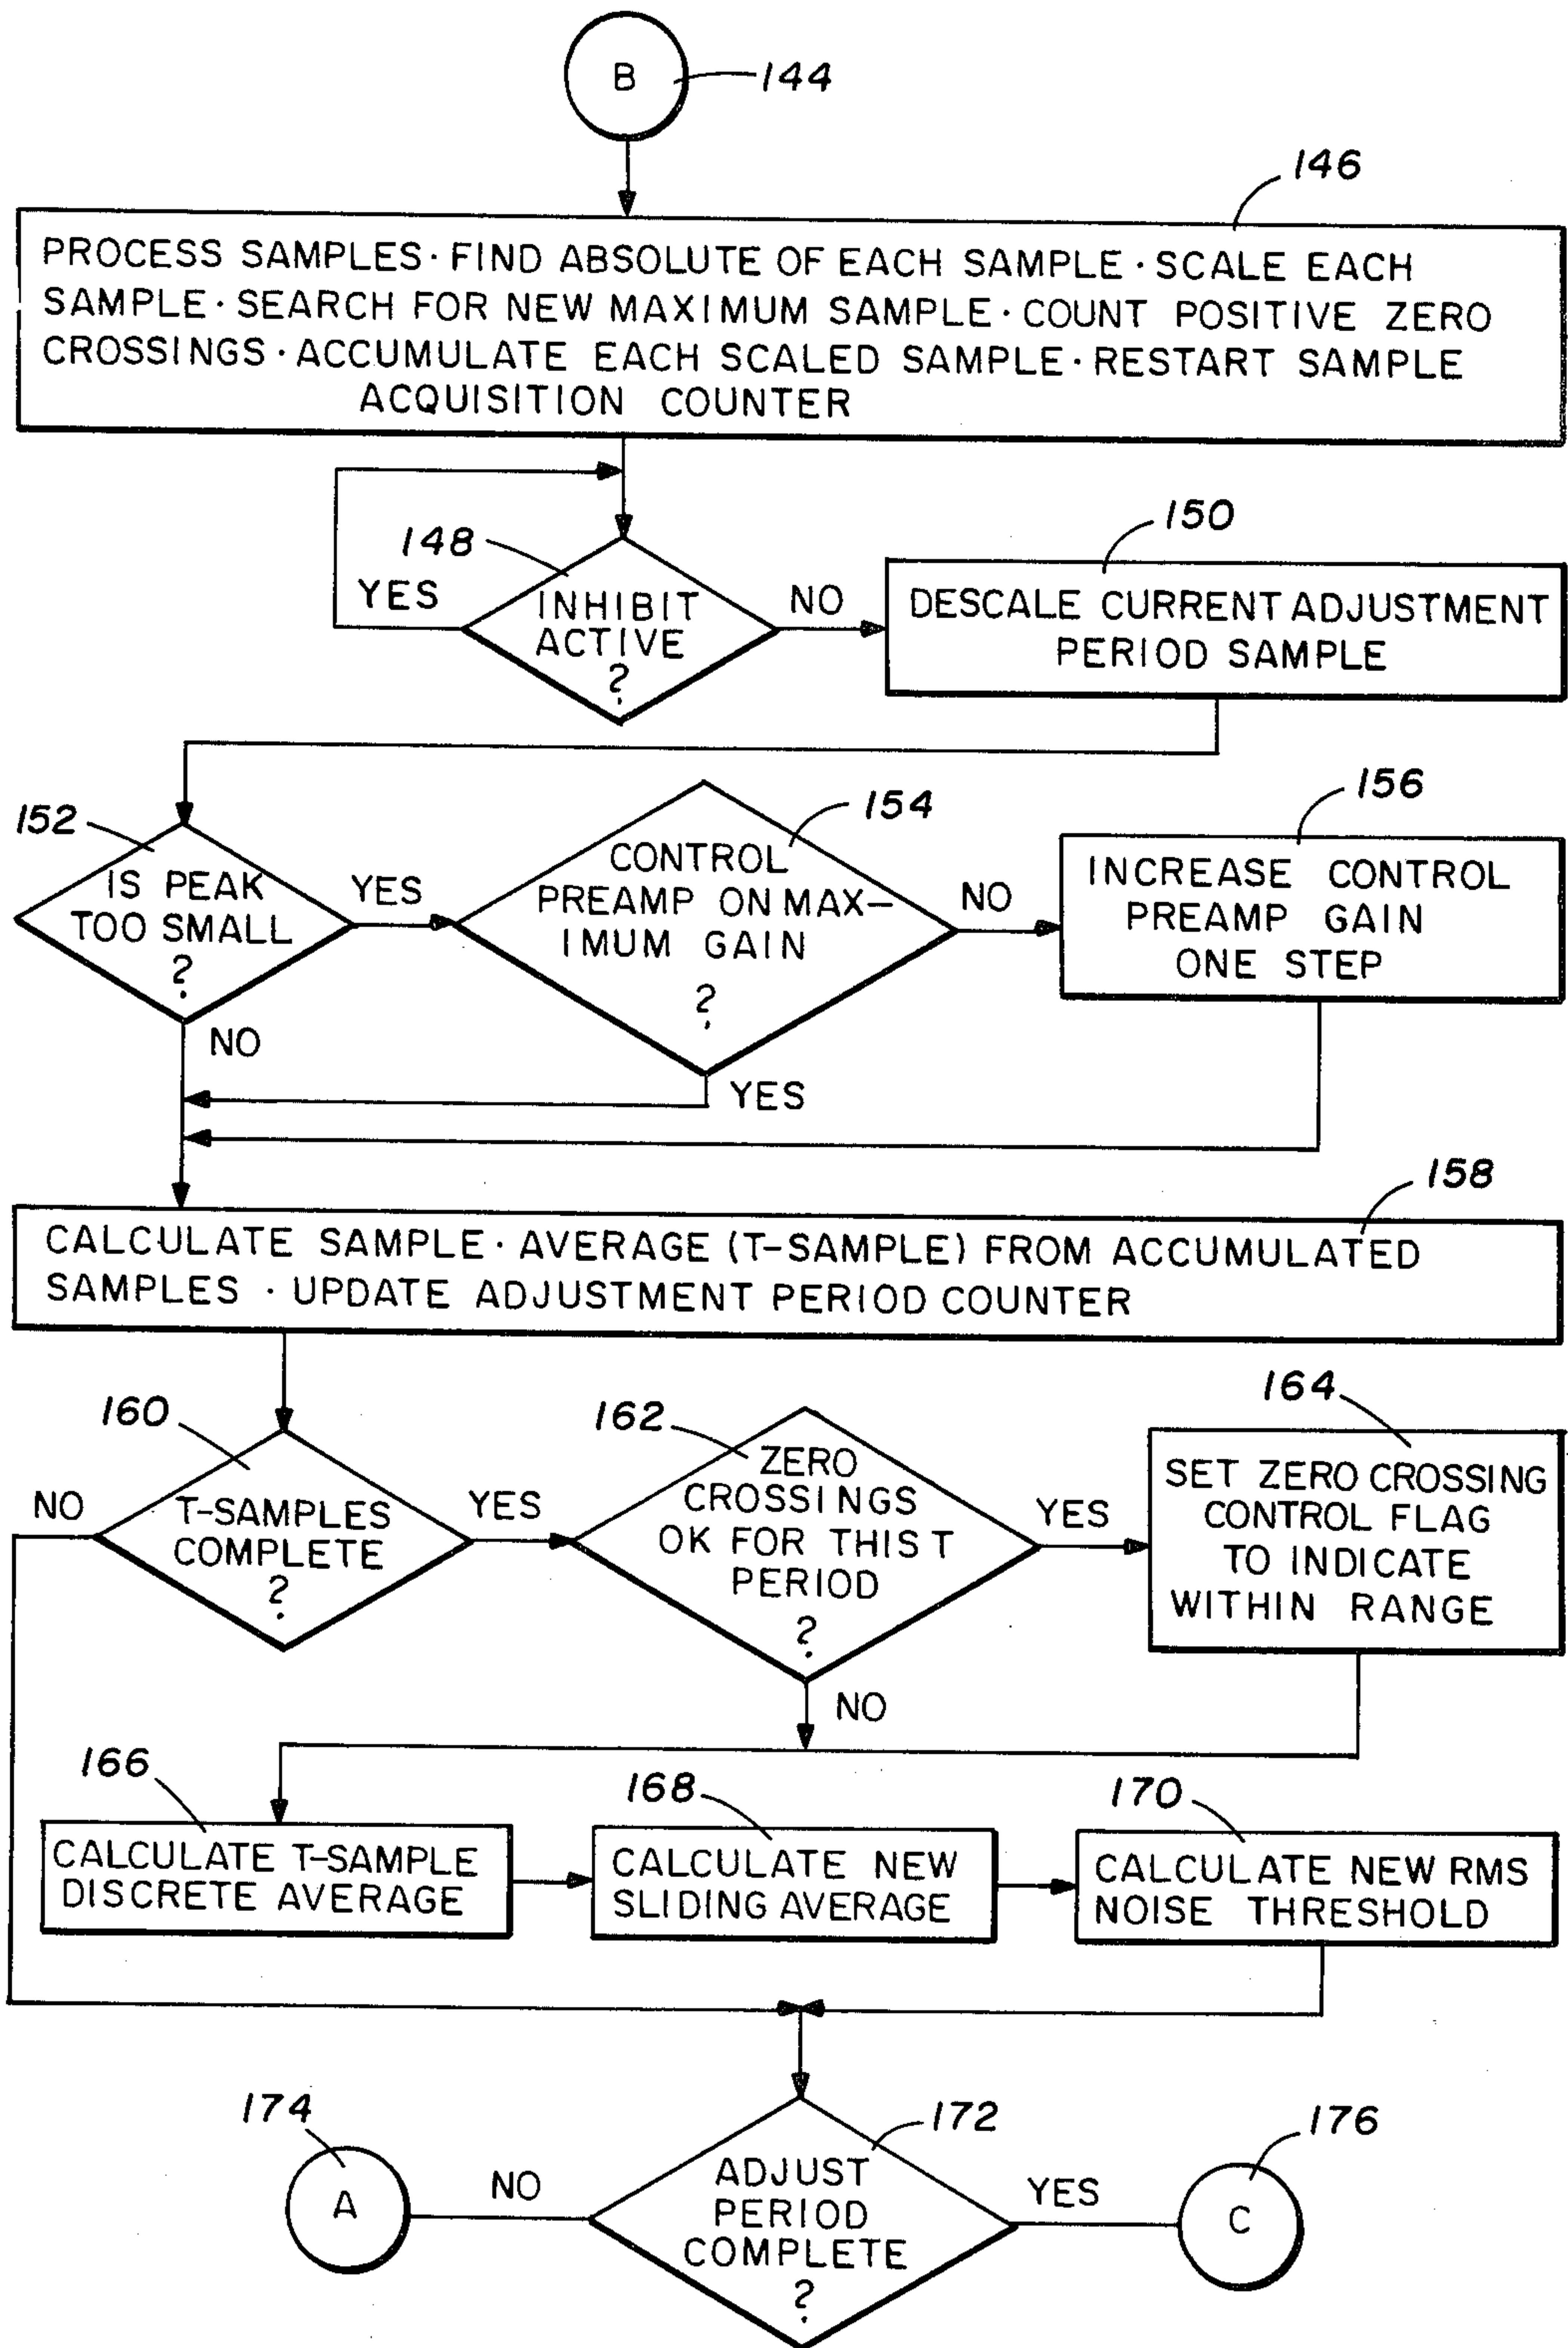 B
144
146
PROCESS SAMPLES · FIND ABSOLUTE OF EACH SAMPLE · SCALE EACH
SAMPLE · SEARCH FOR NEW MAXIMUM SAMPLE · COUNT POSITIVE ZERO
CROSSINGS · ACCUMULATE EACH SCALED SAMPLE · RESTART SAMPLE
ACQUISITION COUNTER
148
YES
INHIBIT
ACTIVE
?
NO
150
DESCALE CURRENT ADJUSTMENT
PERIOD SAMPLE
152
IS PEAK
TOO SMALL
?
YES
NO
154
CONTROL
PREAMP ON MAX-
IMUM GAIN
?
NO
YES
156
INCREASE CONTROL
PREAMP GAIN
ONE STEP
158
CALCULATE SAMPLE · AVERAGE (T-SAMPLE) FROM ACCUMULATED
SAMPLES · UPDATE ADJUSTMENT PERIOD COUNTER
160
NO
T-SAMPLES
COMPLETE
?
YES
162
ZERO
CROSSINGS
OK FOR THIS T
PERIOD
?
YES
NO
164
SET ZERO CROSSING
CONTROL FLAG
TO INDICATE
WITHIN RANGE
166
CALCULATE T-SAMPLE
DISCRETE AVERAGE
168
CALCULATE NEW
SLIDING AVERAGE
170
CALCULATE NEW RMS
NOISE THRESHOLD
174
A
NO
172
ADJUST
PERIOD
COMPLETE
?
YES
176
C